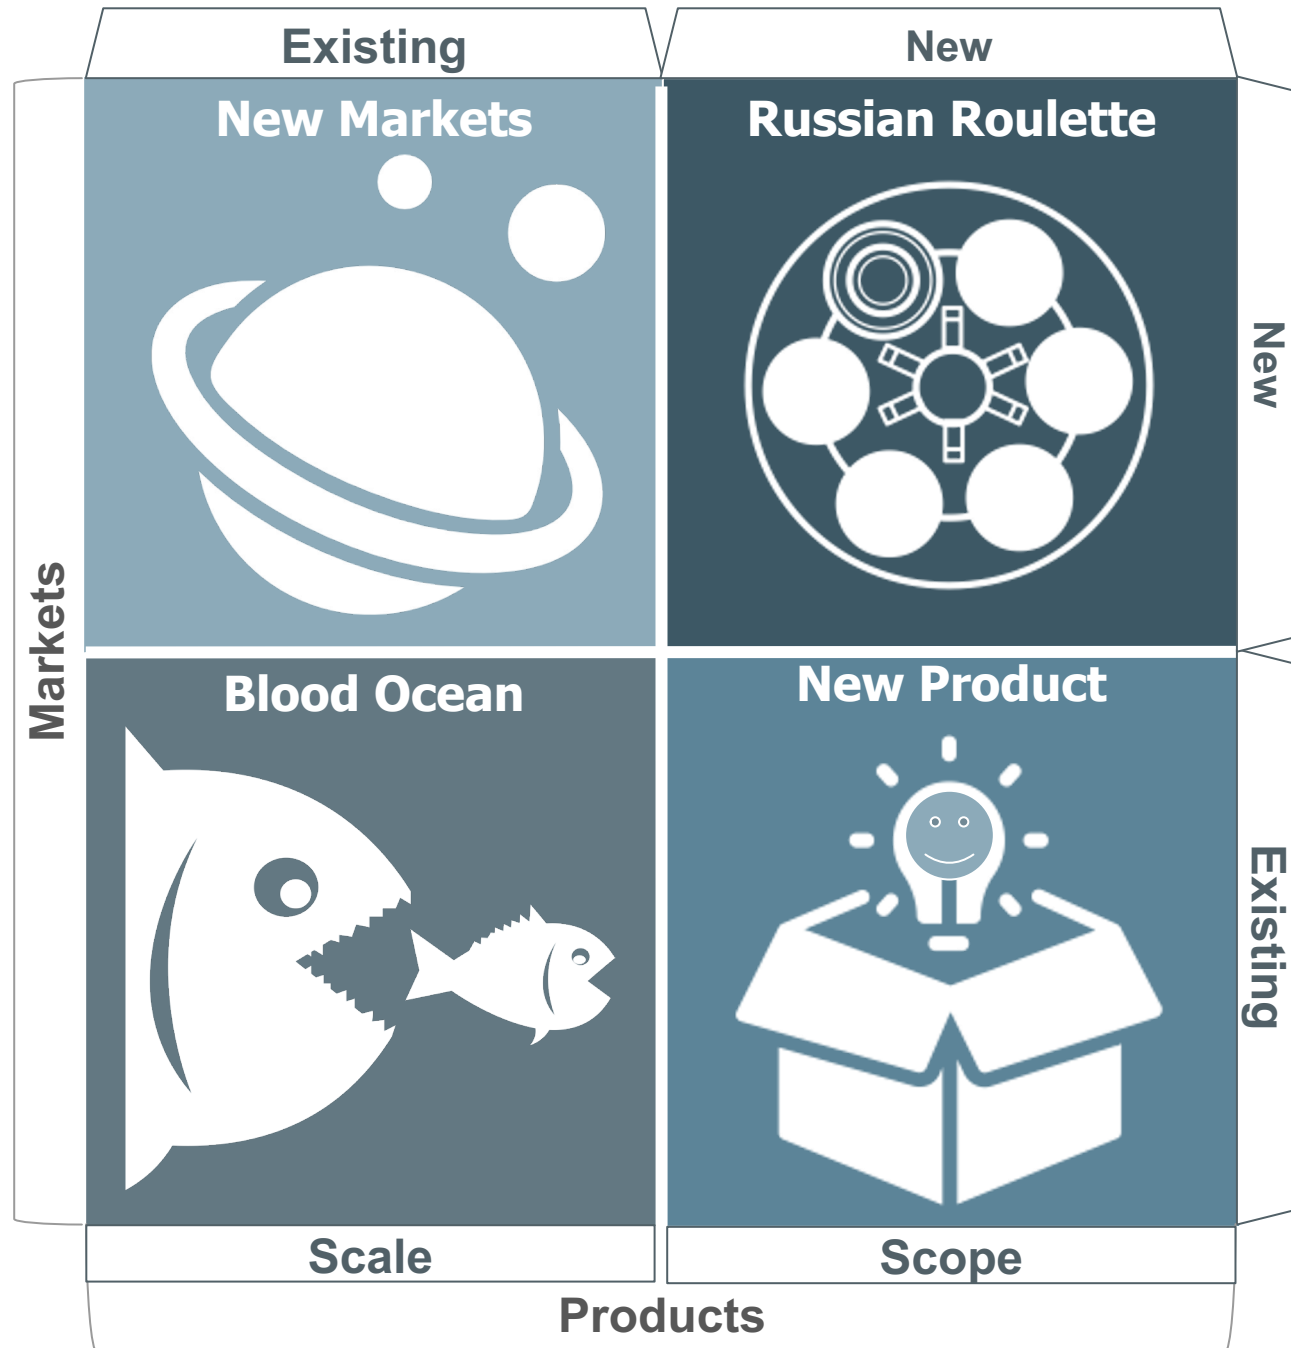 Existing
New
New Markets
Russian Roulette
New
Markets
Blood Ocean
New Product
Existing
Scale
Scope
Products